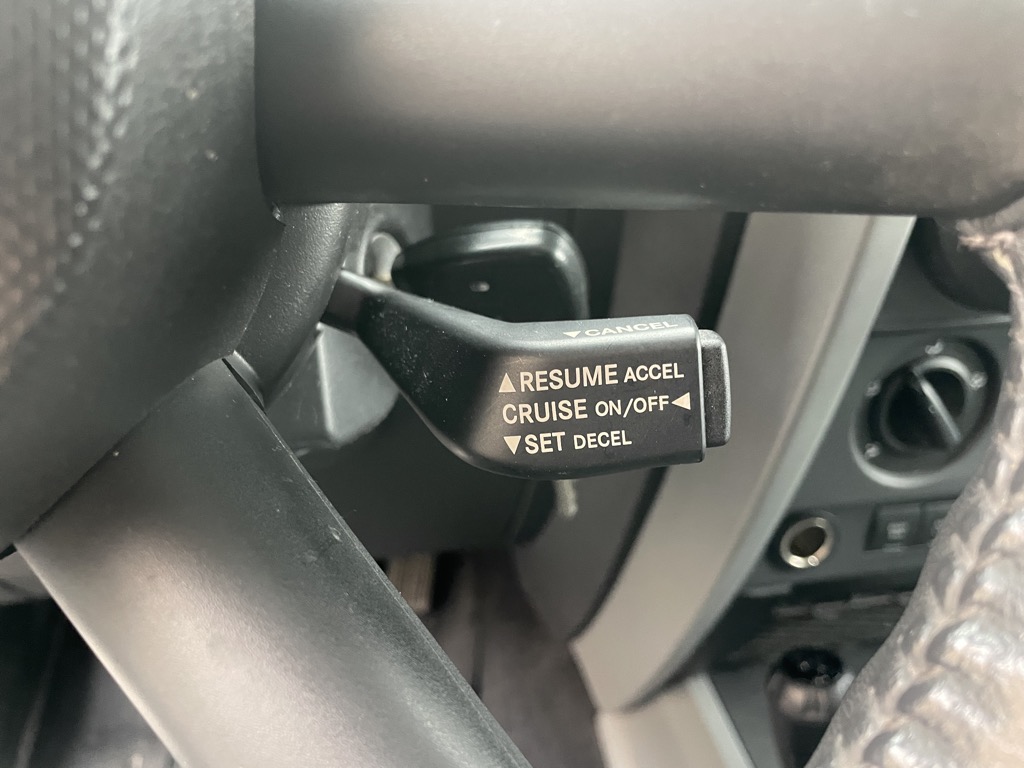 ▼CANCEL
▲RESUME ACCEL
CRUISE ON/OFF◀
▼SET DECEL